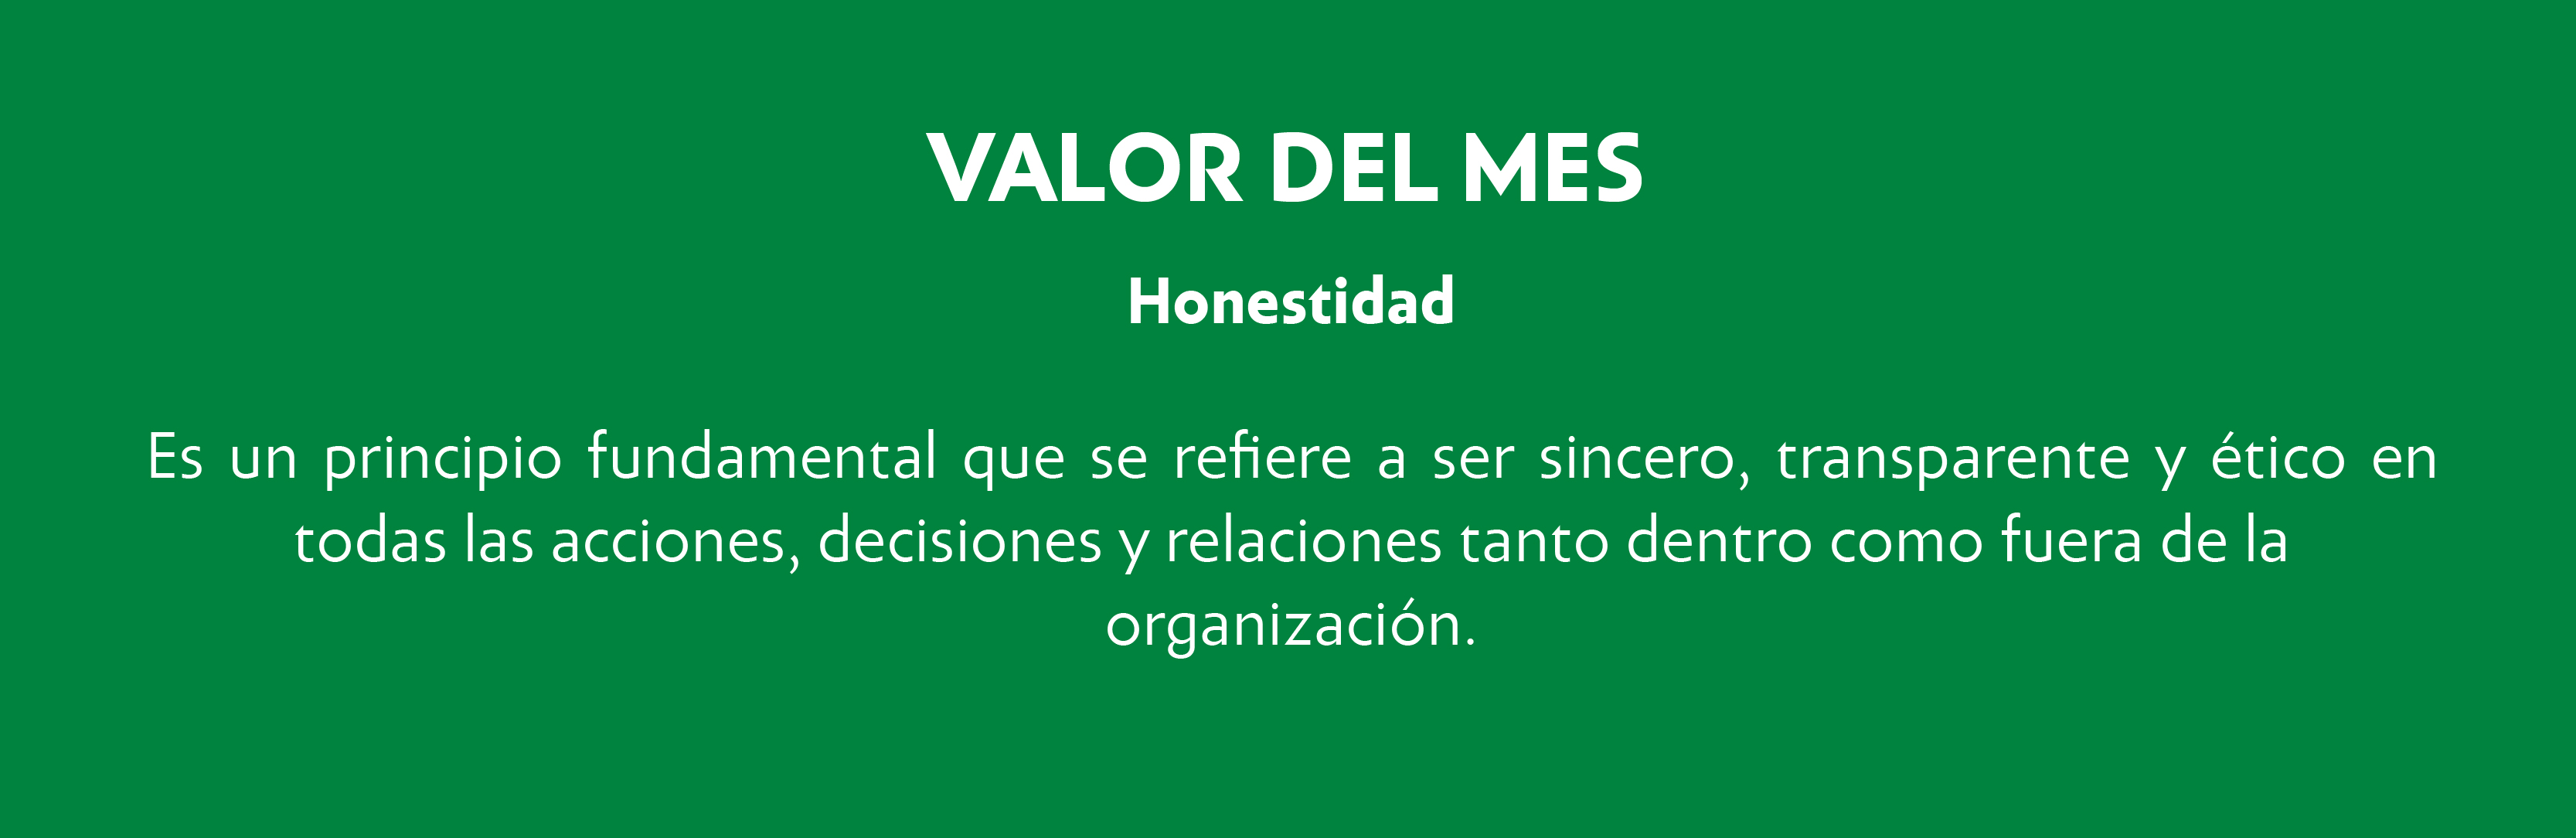 VALOR DEL MES
Honestidad
Es un principio fundamental que se refiere a ser sincero, transparente y ético en
todas las acciones, decisiones y relaciones tanto dentro como fuera de la
organización.